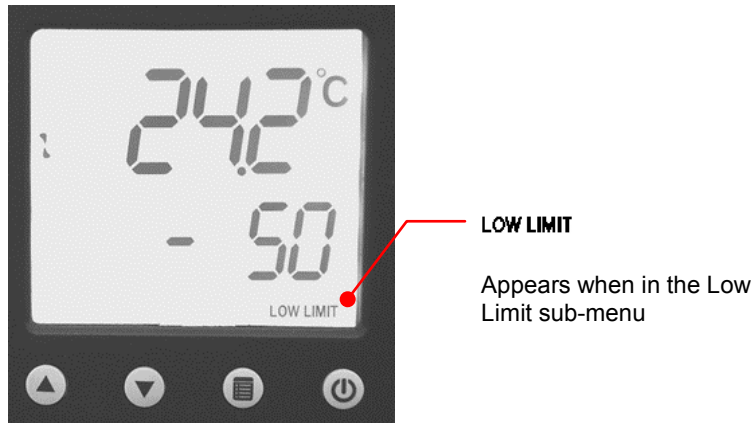 24.2°C
- 50
LOW LIMIT
LOW LIMIT
Appears when in the Low
Limit sub-menu